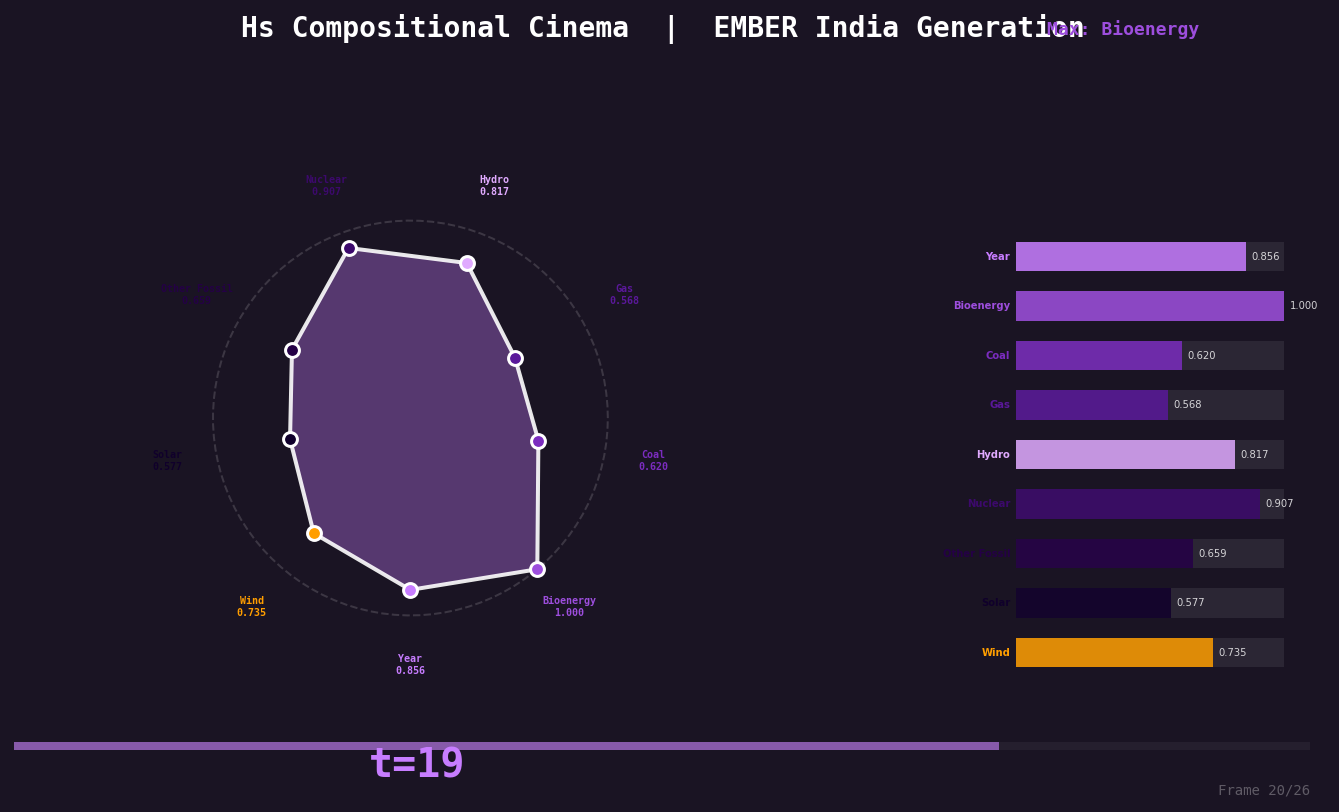 Hs Compositional Cinema | EMBER India Generation
Max: Bioenergy
Nuclear
0.907
Hydro
0.817
Other Fossil
0.659
Gas
0.568
Solar
0.577
Coal
0.620
Wind
0.735
Bioenergy
1.000
Year
0.856
Year 0.856
Bioenergy 1.000
Coal 0.620
Gas 0.568
Hydro 0.817
Nuclear 0.907
Other Fossil 0.659
Solar 0.577
Wind 0.735
t=19
Frame 20/26